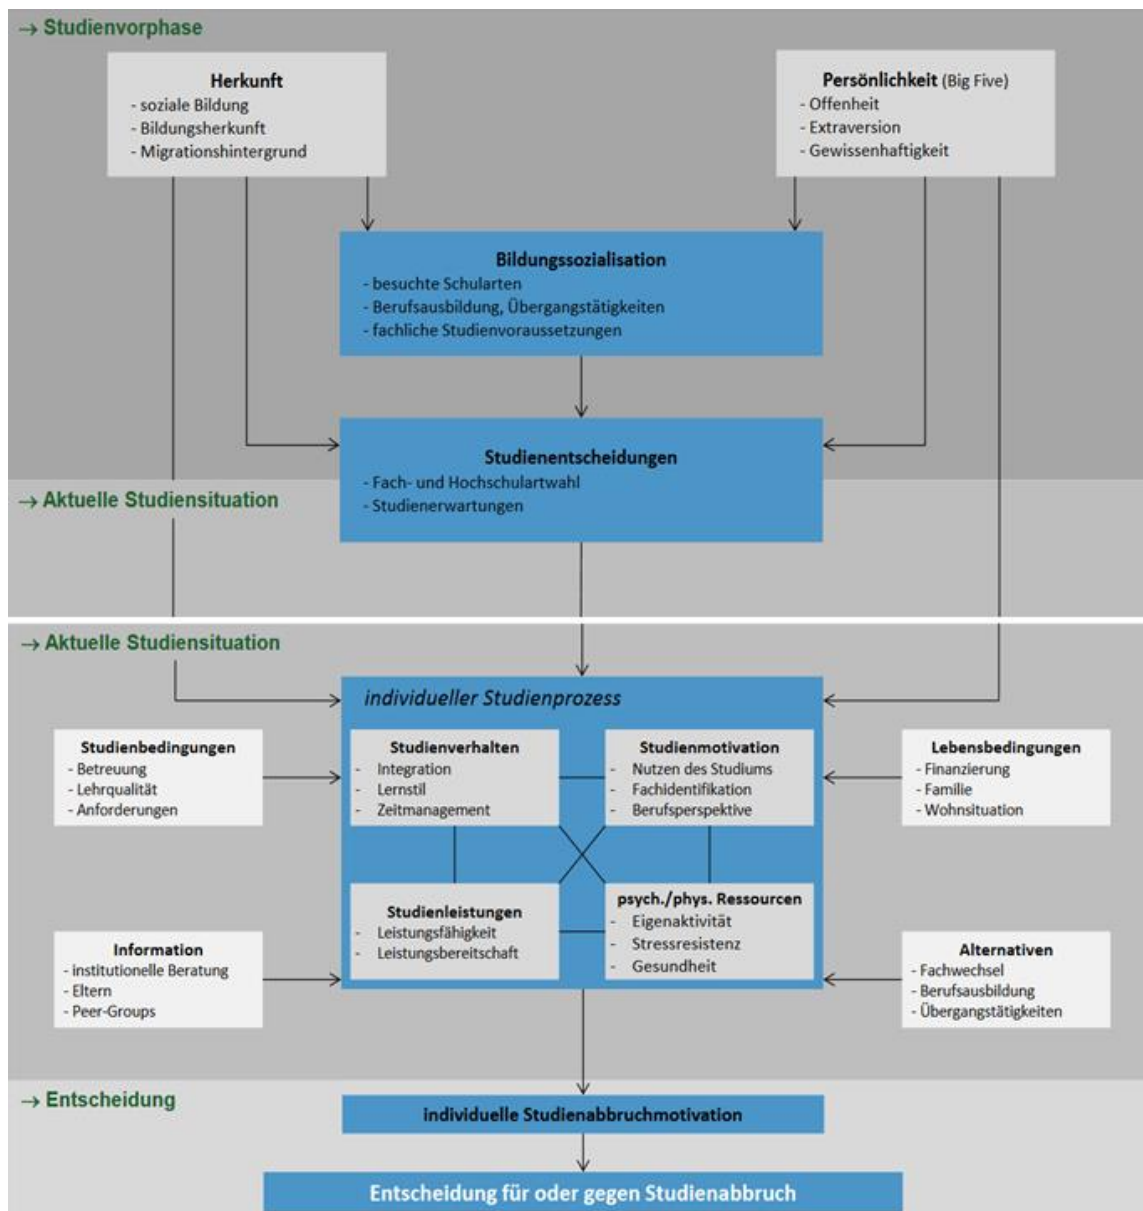 → Studienvorphase
Herkunft
- soziale Bildung
- Bildungsherkunft
- Migrationshintergrund
Persönlichkeit (Big Five)
- Offenheit
- Extraversion
- Gewissenhaftigkeit
Bildungssozialisation
- besuchte Schularten
- Berufsausbildung, Übergangstätigkeiten
- fachliche Studienvoraussetzungen
Studienentscheidungen
- Fach- und Hochschulartwahl
- Studienerwartungen
→ Aktuelle Studiensituation
→ Aktuelle Studiensituation
individueller Studienprozess
Studienbedingungen
- Betreuung
- Lehrqualität
- Anforderungen
Studienverhalten
- Integration
- Lernstil
- Zeitmanagement
Studienmotivation
- Nutzen des Studiums
- Fachidentifikation
- Berufsperspektive
Lebensbedingungen
- Finanzierung
- Familie
- Wohnsituation
Information
- institutionelle Beratung
- Eltern
- Peer-Groups
Studienleistungen
- Leistungsfähigkeit
- Leistungsbereitschaft
psych./phys. Ressourcen
- Eigenaktivität
- Stressresistenz
- Gesundheit
Alternativen
- Fachwechsel
- Berufsausbildung
- Übergangstätigkeiten
→ Entscheidung
individuelle Studienabbruchmotivation
Entscheidung für oder gegen Studienabbruch